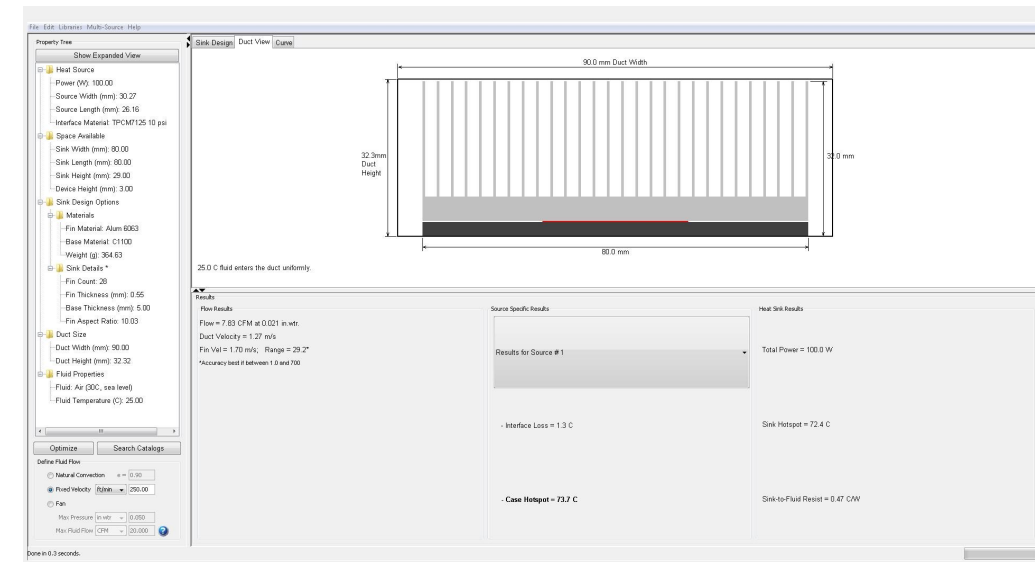 File Edit Libraries Multi-Source Help
Property Tree
Show Expanded View
Heat Source
Power (W): 100.00
Source Width (mm): 30.27
Source Length (mm): 26.16
Interface Material: TPCM7125 10 psi
Space Available
Sink Width (mm): 80.00
Sink Length (mm): 80.00
Sink Height (mm): 29.00
Device Height (mm): 3.00
Sink Design Options
Materials
Fin Material: Alum 6063
Base Material: C1100
Weight (g): 364.63
Sink Details *
Fin Count: 28
Fin Thickness (mm): 0.55
Base Thickness (mm): 5.00
Fin Aspect Ratio: 10.03
Duct Size
Duct Width (mm): 90.00
Duct Height (mm): 32.32
Fluid Properties
Fluid: Air (30C, sea level)
Fluid Temperature (C): 25.00
Optimize Search Catalogs
Define Fluid Flow
Natural Convection e = 0.90
Fixed Velocity ft/min 250.00
Fan
Max Pressure in wtr 0.050
Max Fluid Flow CFM 20.000
Done in 0.3 seconds.
Sink Design Duct View Curve
90.0 mm Duct Width
32.3mm
Duct
Height
32.0 mm
80.0 mm
25.0 C fluid enters the duct uniformly.
Results
Flow Results
Flow = 7.83 CFM at 0.021 in.wtr.
Duct Velocity = 1.27 m/s
Fin Vel = 1.70 m/s; Range = 29.2*
*Accuracy best if between 1.0 and 700
Source Specific Results
Results for Source # 1
- Interface Loss = 1.3 C
- Case Hotspot = 73.7 C
Heat Sink Results
Total Power = 100.0 W
Sink Hotspot = 72.4 C
Sink-to-Fluid Resist = 0.47 C/W